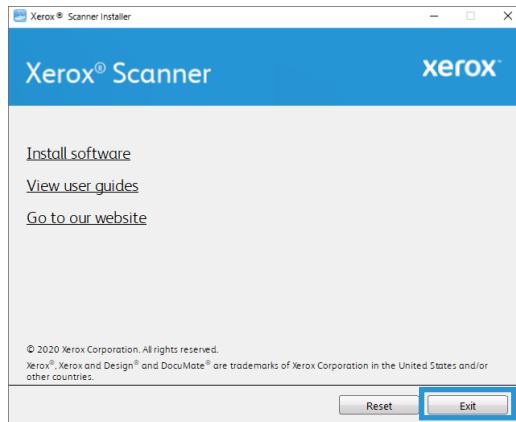 Xerox ® Scanner Installer
Xerox® Scanner
xerox™
Install software
View user guides
Go to our website
© 2020 Xerox Corporation. All rights reserved.
Xerox®, Xerox and Design® and DocuMate® are trademarks of Xerox Corporation in the United States and/or
other countries.
Reset
Exit